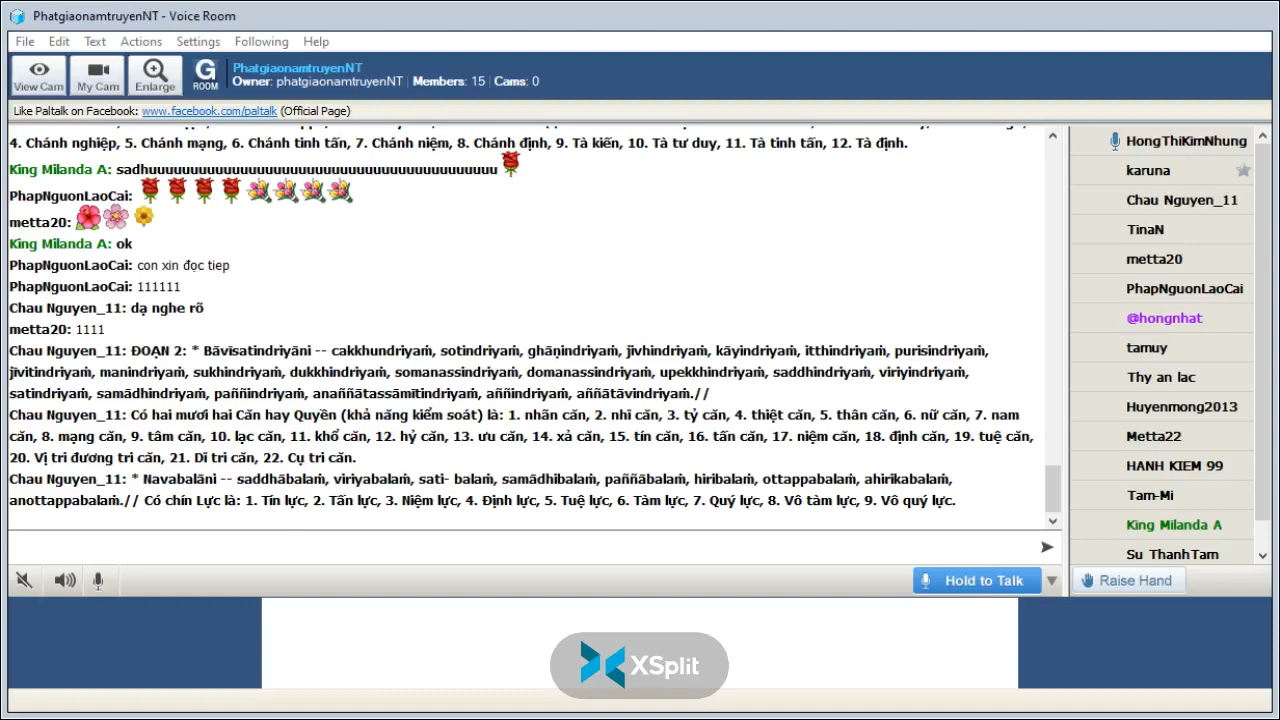 PhatgiaonamtruyenNT - Voice Room
File Edit Text Actions Settings Following Help
View Cam My Cam Enlarge G ROOM
PhatgiaonamtruyenNT
Owner: phatgiaonamtruyenNT | Members: 15 | Cams: 0
Like Paltalk on Facebook: www.facebook.com/paltalk (Official Page)
4. Chánh nghiệp, 5. Chánh mạng, 6. Chánh tinh tấn, 7. Chánh niệm, 8. Chánh định, 9. Tà kiến, 10. Tà tư duy, 11. Tà tinh tấn, 12. Tà định.
King Milanda A:
PhapNguonLaoCai:
metta20:
King Milanda A: ok
PhapNguonLaoCai: con xin đọc tiep
PhapNguonLaoCai: 111111
Chau Nguyen_11: dạ nghe rõ
metta20: 1111
Chau Nguyen_11: ĐOẠN 2: * Bāvīsatindriyāni -- cakkhundriyaṁ, sotindriyaṁ, ghāṇindriyaṁ, jivhindriyaṁ, kāyindriyaṁ, itthindriyaṁ, purisindriyaṁ,
jīvitindriyaṁ, manindriyaṁ, sukhindriyaṁ, dukkhindriyaṁ, somanassindriyaṁ, domanassindriyaṁ, upekkhindriyaṁ, saddhindriyaṁ, viriyindriyaṁ,
satindriyaṁ, samādhindriyaṁ, paññindriyaṁ, anaññātassāmītindriyaṁ, aññindriyaṁ, aññātāvindriyaṁ.//
Chau Nguyen_11: Có hai mươi hai Căn hay Quyền (khả năng kiểm soát) là: 1. nhãn căn, 2. nhĩ căn, 3. tỷ căn, 4. thiệt căn, 5. thân căn, 6. nữ căn, 7. nam
căn, 8. mạng căn, 9. tâm căn, 10. lạc căn, 11. khổ căn, 12. hỷ căn, 13. ưu căn, 14. xả căn, 15. tín căn, 16. tấn căn, 17. niệm căn, 18. định căn, 19. tuệ căn,
20. Vị tri đương tri căn, 21. Dĩ tri căn, 22. Cụ tri căn.
Chau Nguyen_11: * Navabalāni -- saddhābalaṁ, viriyabalaṁ, sati- balaṁ, samādhibalaṁ, paññābalaṁ, hiribalaṁ, ottappabalaṁ, ahirikabalaṁ,
anottappabalaṁ.// Có chín Lực là: 1. Tín lực, 2. Tấn lực, 3. Niệm lực, 4. Định lực, 5. Tuệ lực, 6. Tàm lực, 7. Quý lực, 8. Vô tàm lực, 9. Vô quý lực.
HongThiKimNhung
karuna
Chau Nguyen_11
TinaN
metta20
PhapNguonLaoCai
@hongnhat
tamuy
Thy an lac
Huyenmong2013
Metta22
HANH KIEM 99
Tam-Mi
King Milanda A
Su ThanhTam
Hold to Talk
Raise Hand
XSplit